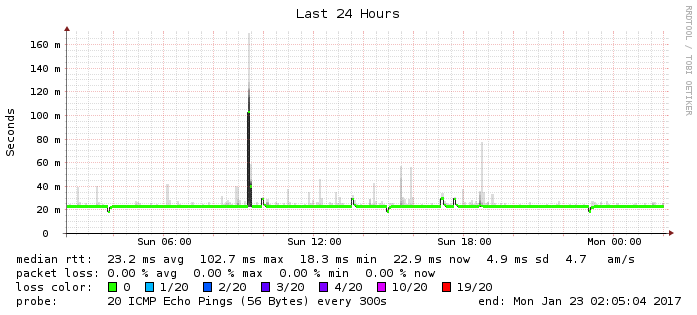 Last 24 Hours
RRDTOOL / TOBI OETIKER
Seconds
160 m
140 m
120 m
100 m
80 m
60 m
40 m
20 m
0
Sun 06:00 Sun 12:00 Sun 18:00 Mon 00:00
median rtt: 23.2 ms avg 102.7 ms max 18.3 ms min 22.9 ms now 4.9 ms sd 4.7 am/s
packet loss: 0.00 % avg 0.00 % max 0.00 % min 0.00 % now
loss color: 0 1/20 2/20 3/20 4/20 10/20 19/20
probe: 20 ICMP Echo Pings (56 Bytes) every 300s end: Mon Jan 23 02:05:04 2017